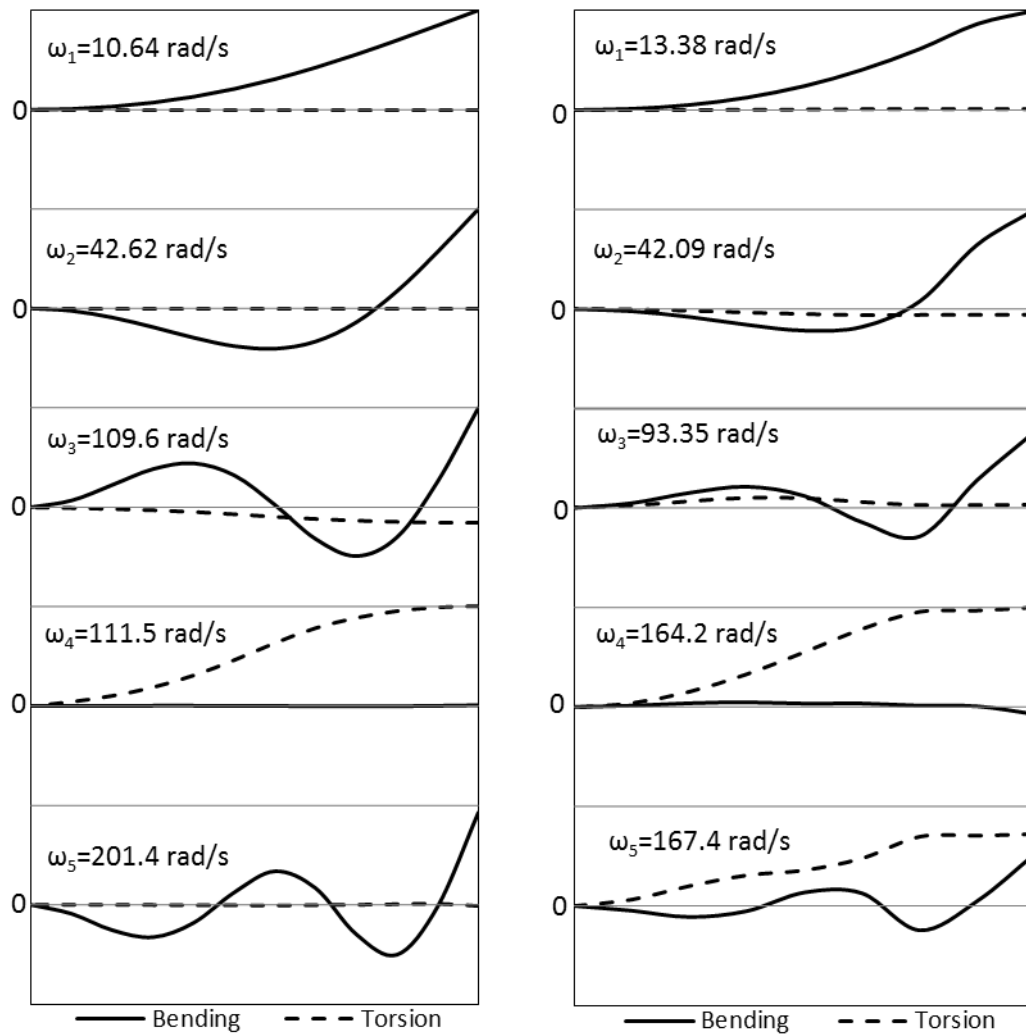 ω1=10.64 rad/s
0
ω2=42.62 rad/s
0
ω3=109.6 rad/s
0
ω4=111.5 rad/s
0
ω5=201.4 rad/s
0
Bending Torsion
ω1=13.38 rad/s
0
ω2=42.09 rad/s
0
ω3=93.35 rad/s
0
ω4=164.2 rad/s
0
ω5=167.4 rad/s
0
Bending Torsion